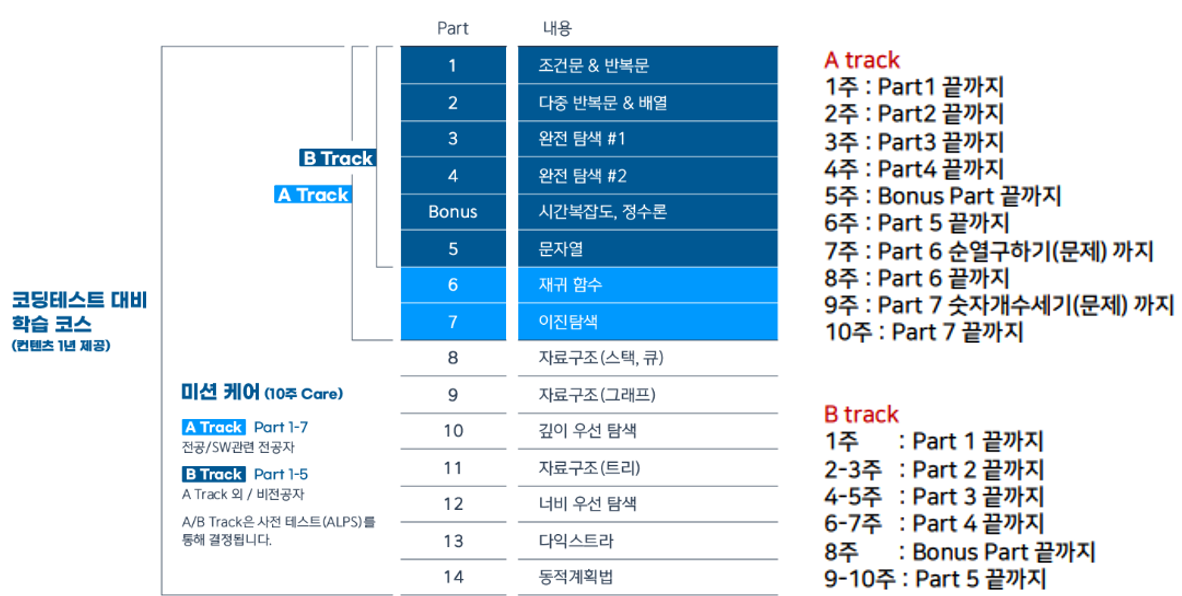 Part 내용
1 조건문 & 반복문
2 다중 반복문 & 배열
3 완전 탐색 #1
4 완전 탐색 #2
Bonus 시간복잡도, 정수론
5 문자열
6 재귀 함수
7 이진탐색
8 자료구조(스택, 큐)
9 자료구조(그래프)
10 깊이 우선 탐색
11 자료구조(트리)
12 너비 우선 탐색
13 다익스트라
14 동적계획법
B Track
A Track
코딩테스트 대비
학습 코스
(컨텐츠 1년 제공)
미션 케어 (10주 Care)
A Track Part 1-7
전공/SW관련 전공자
B Track Part 1-5
A Track 외 / 비전공자
A/B Track은 사전 테스트(ALPS)를
통해 결정됩니다.
A track
1주 : Part1 끝까지
2주 : Part2 끝까지
3주 : Part3 끝까지
4주 : Part4 끝까지
5주 : Bonus Part 끝까지
6주 : Part 5 끝까지
7주 : Part 6 순열구하기(문제) 까지
8주 : Part 6 끝까지
9주 : Part 7 숫자개수세기(문제) 까지
10주 : Part 7 끝까지
B track
1주 : Part 1 끝까지
2-3주 : Part 2 끝까지
4-5주 : Part 3 끝까지
6-7주 : Part 4 끝까지
8주 : Bonus Part 끝까지
9-10주 : Part 5 끝까지